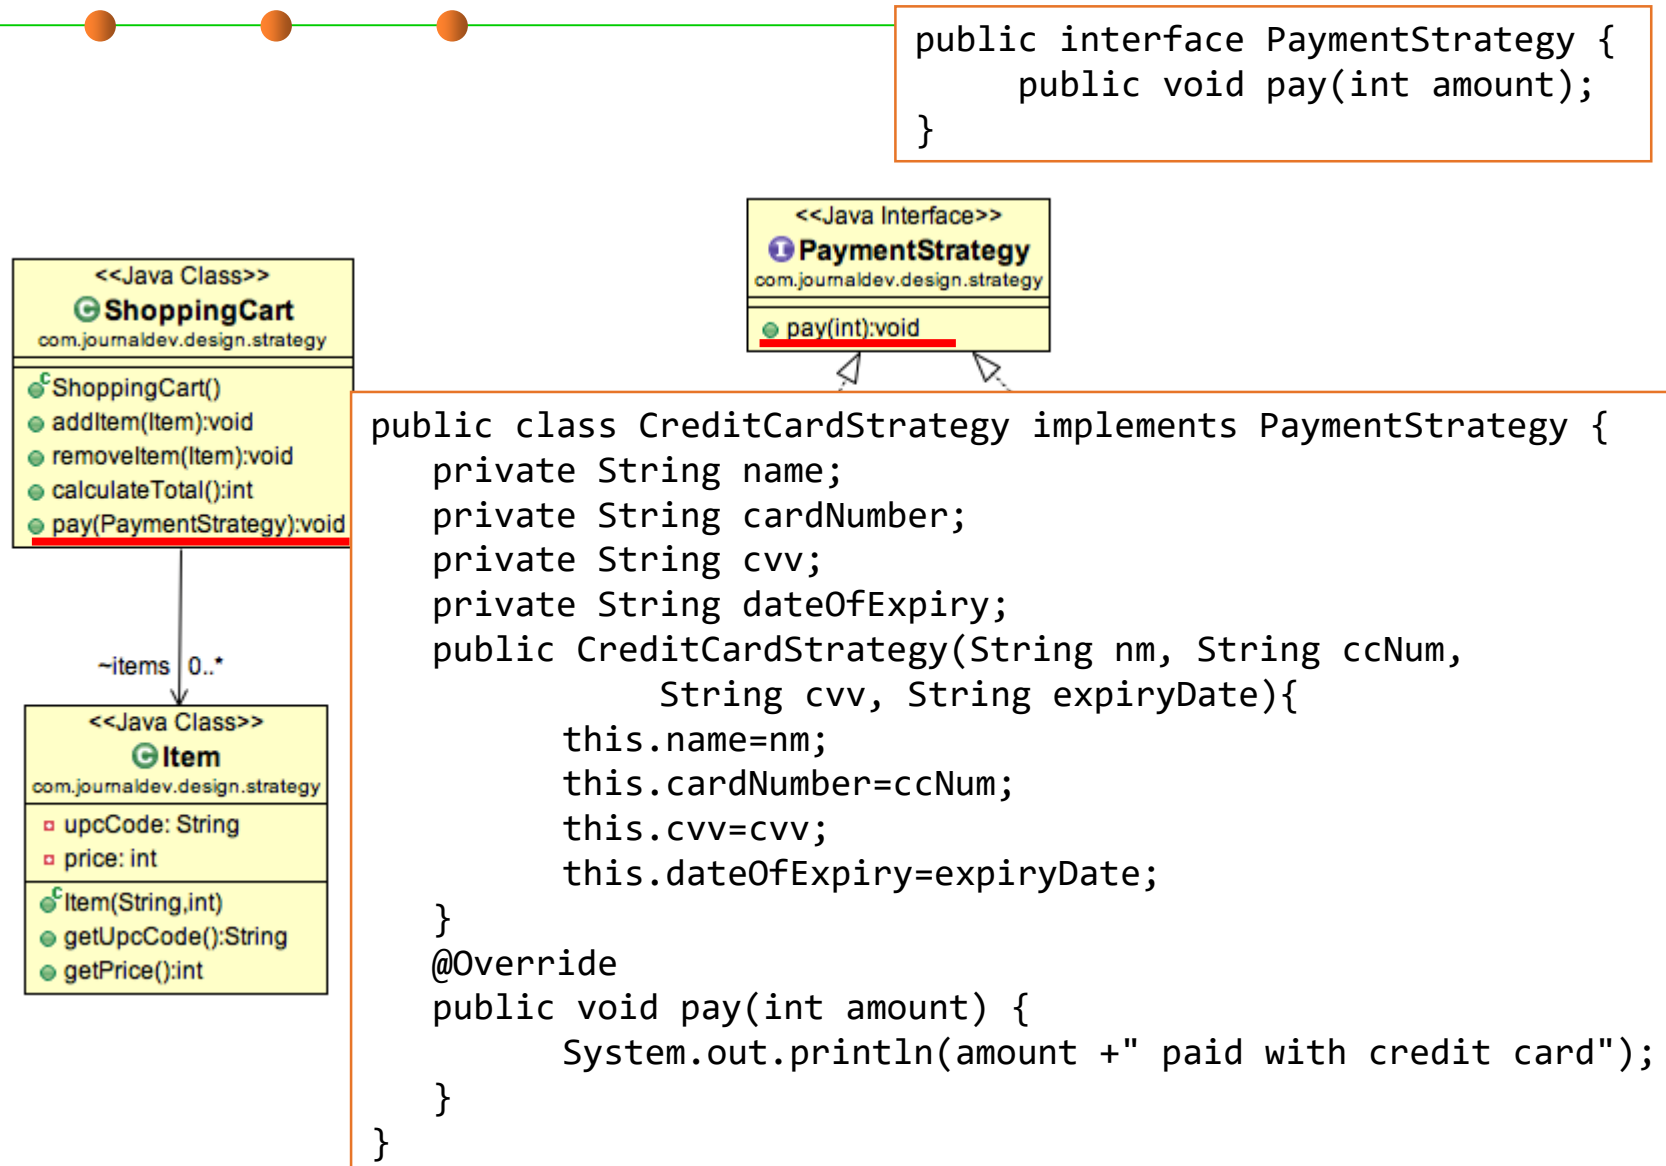 public interface PaymentStrategy {
public void pay(int amount);
}
<<Java Interface>>
PaymentStrategy
com.journaldev.design.strategy
pay(int):void
<<Java Class>>
ShoppingCart
com.journaldev.design.strategy
ShoppingCart()
addItem(Item):void
removeItem(Item):void
calculateTotal():int
pay(PaymentStrategy):void
~items 0..*
<<Java Class>>
Item
com.journaldev.design.strategy
upcCode: String
price: int
Item(String,int)
getUpcCode():String
getPrice():int
public class CreditCardStrategy implements PaymentStrategy {
private String name;
private String cardNumber;
private String cvv;
private String dateOfExpiry;
public CreditCardStrategy(String nm, String ccNum,
String cvv, String expiryDate){
this.name=nm;
this.cardNumber=ccNum;
this.cvv=cvv;
this.dateOfExpiry=expiryDate;
}
@Override
public void pay(int amount) {
System.out.println(amount +" paid with credit card");
}
}